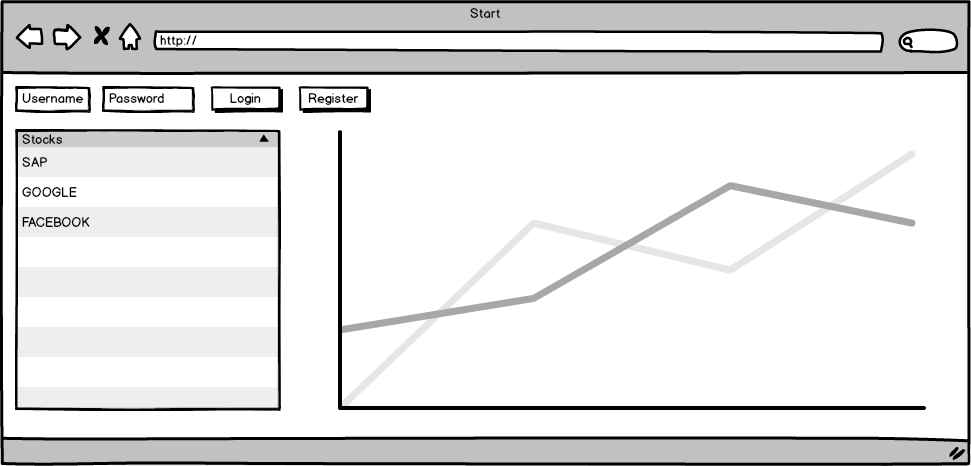 Start
http://
Username Password Login Register
Stocks
SAP
GOOGLE
FACEBOOK